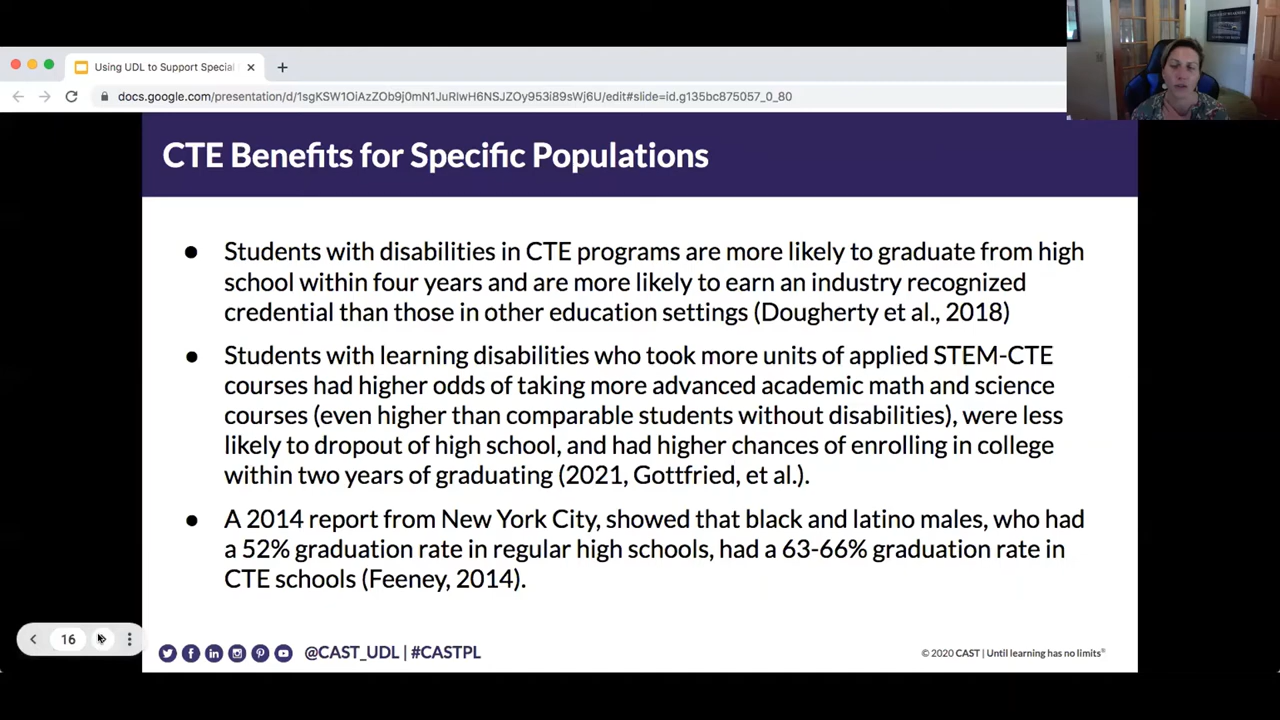 Using UDL to Support Special
docs.google.com/presentation/d/1sgKSW1OiAzZOb9j0mN1JuRlwH6NSJZOy953i89sWj6U/edit#slide=id.g135bc875057_0_80
CTE Benefits for Specific Populations
● Students with disabilities in CTE programs are more likely to graduate from high
school within four years and are more likely to earn an industry recognized
credential than those in other education settings (Dougherty et al., 2018)
● Students with learning disabilities who took more units of applied STEM-CTE
courses had higher odds of taking more advanced academic math and science
courses (even higher than comparable students without disabilities), were less
likely to dropout of high school, and had higher chances of enrolling in college
within two years of graduating (2021, Gottfried, et al.).
● A 2014 report from New York City, showed that black and latino males, who had
a 52% graduation rate in regular high schools, had a 63-66% graduation rate in
CTE schools (Feeney, 2014).
16
@CAST_UDL | #CASTPL
© 2020 CAST | Until learning has no limits®